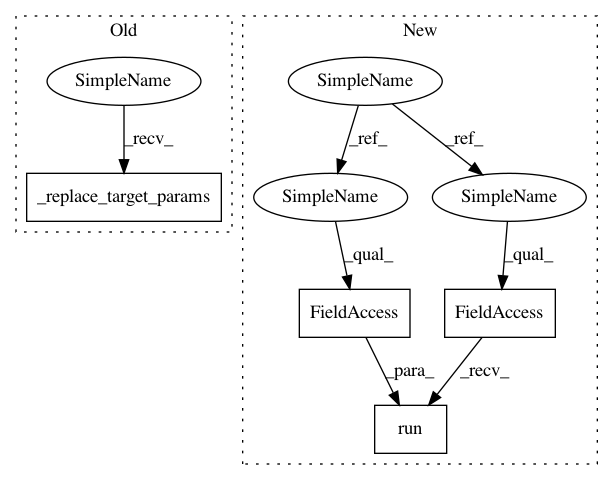 Old
New
SimpleName
SimpleName
_recv_
_ref_
_ref_
_replace_target_params
SimpleName
SimpleName
_qual_
_qual_
FieldAccess
FieldAccess
_para_
_recv_
run